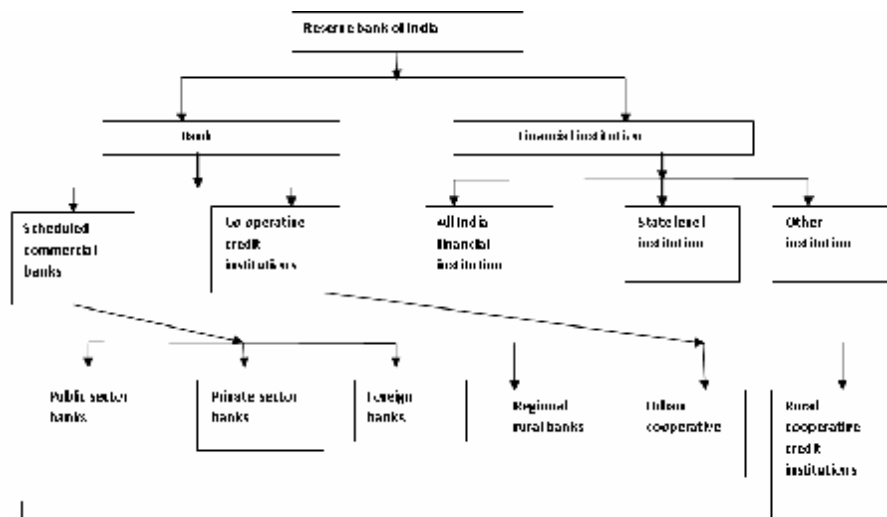 Reserve bank of India
Bank
Financial institutions
Scheduled
commercial
banks
Co operative
credit
institutions
All India
financial
institution
State level
institution
Other
institution
Public sector
banks
Private sector
banks
Foreign
banks
Regional
rural banks
Urban
cooperative
Rural
cooperative
credit
institutions